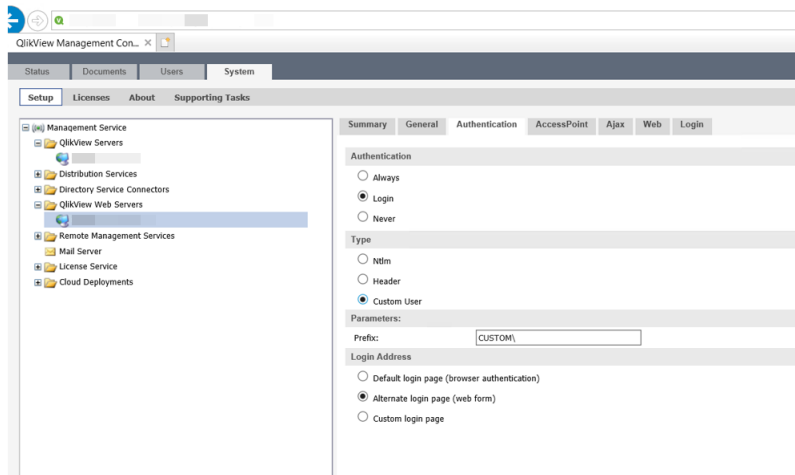 QlikView Management Con...
Status Documents Users System
Setup Licenses About Supporting Tasks
Management Service
QlikView Servers
Distribution Services
Directory Service Connectors
QlikView Web Servers
Remote Management Services
Mail Server
License Service
Cloud Deployments
Summary General Authentication AccessPoint Ajax Web Login
Authentication
Always
Login
Never
Type
Ntlm
Header
Custom User
Parameters:
Prefix: CUSTOM\
Login Address
Default login page (browser authentication)
Alternate login page (web form)
Custom login page